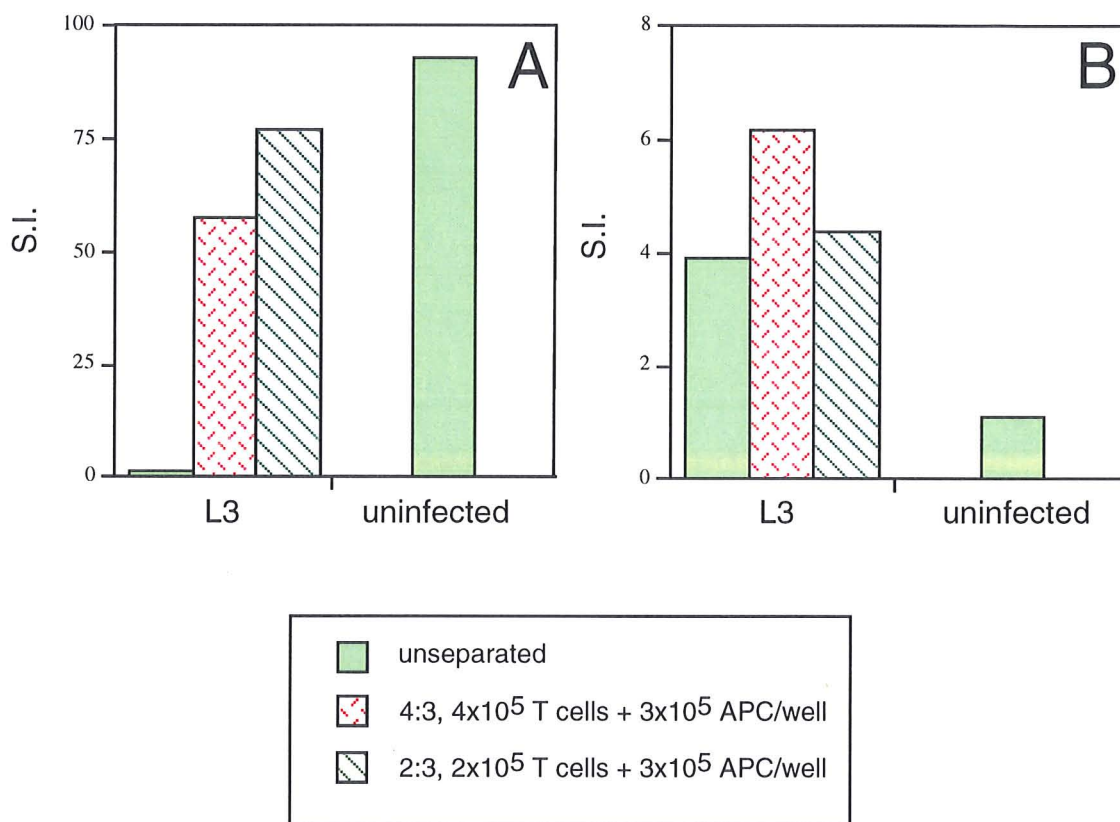 A
100
75
50
25
0
S.I.
L3
uninfected
B
8
6
4
2
0
S.I.
L3
uninfected
unseparated
4:3, 4x10⁵ T cells + 3x10⁵ APC/well
2:3, 2x10⁵ T cells + 3x10⁵ APC/well